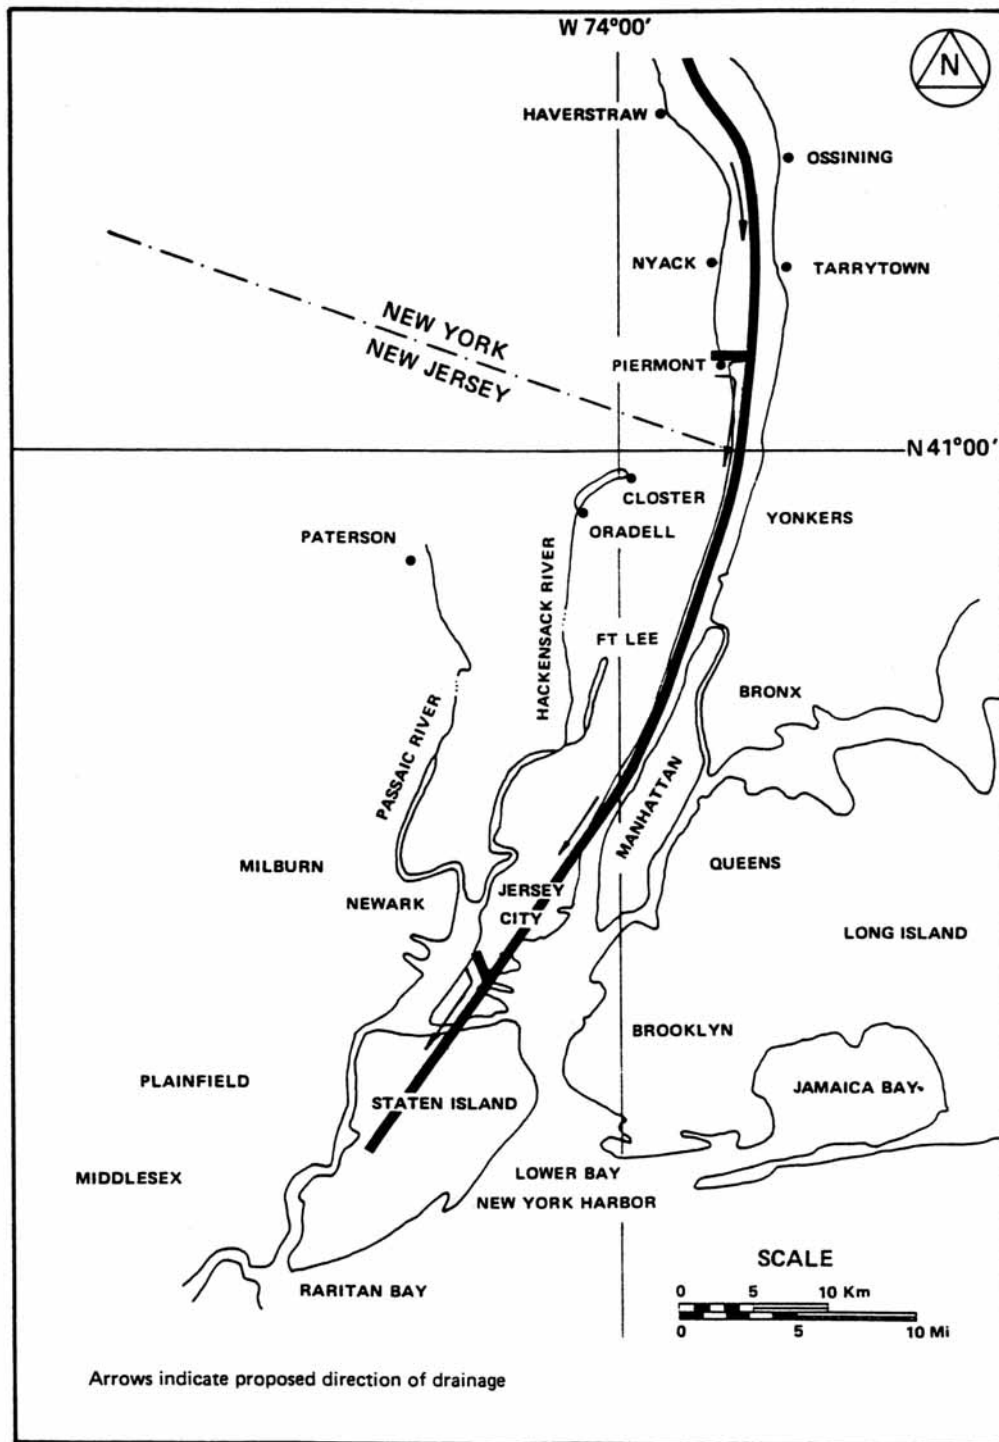 W 74°00′
N
HAVERSTRAW
OSSINING
NYACK
TARRYTOWN
NEW YORK
NEW JERSEY
PIERMONT
N 41°00′
CLOSTER
ORADELL
YONKERS
PATERSON
HACKENSACK RIVER
FT LEE
BRONX
PASSAIC RIVER
MANHATTAN
MILBURN
QUEENS
NEWARK
JERSEY
CITY
LONG ISLAND
BROOKLYN
PLAINFIELD
JAMAICA BAY
STATEN ISLAND
MIDDLESEX
LOWER BAY
NEW YORK HARBOR
RARITAN BAY
SCALE
0 5 10 Km
0 5 10 Mi
Arrows indicate proposed direction of drainage